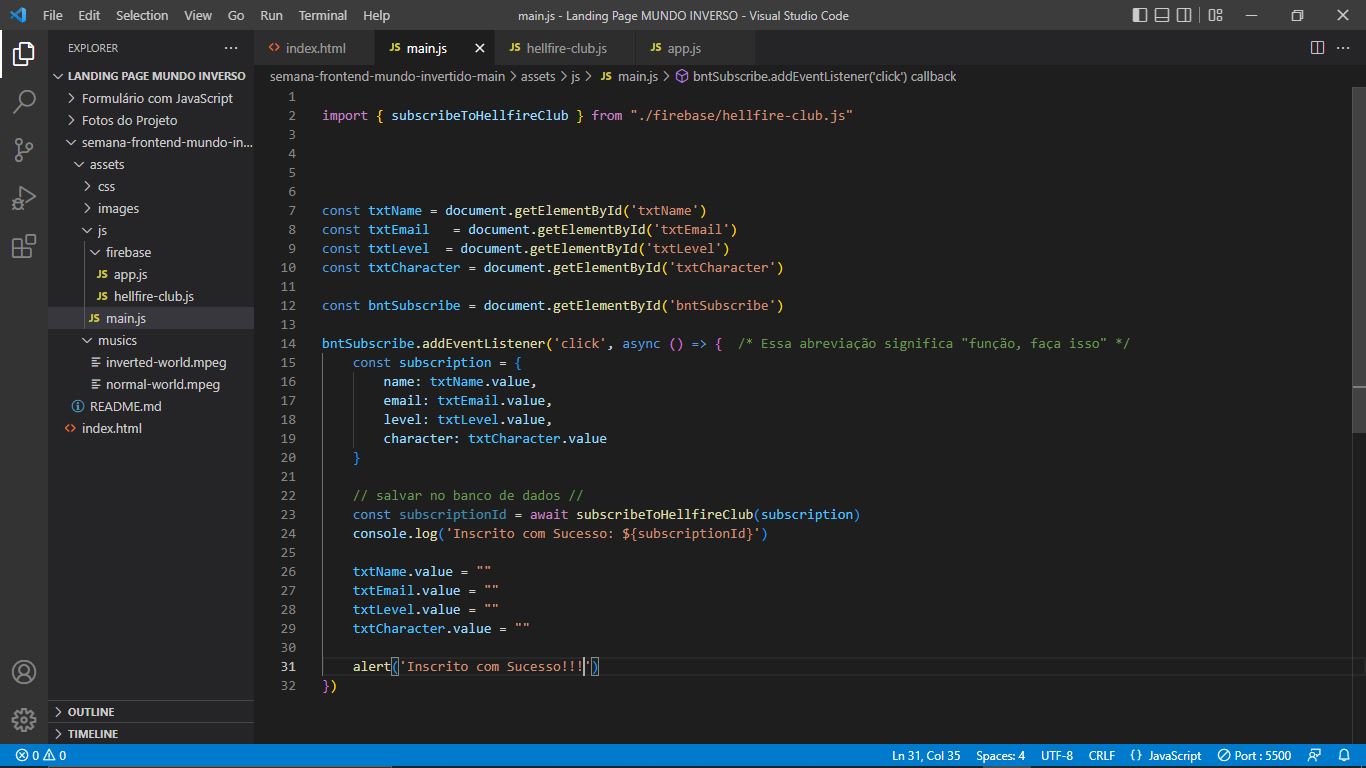 File Edit Selection View Go Run Terminal Help main.js - Landing Page MUNDO INVERSO - Visual Studio Code
EXPLORER ···
LANDING PAGE MUNDO INVERSO
Formulário com JavaScript
Fotos do Projeto
semana-frontend-mundo-in...
assets
css
images
js
firebase
JS app.js
JS hellfire-club.js
JS main.js
musics
inverted-world.mpeg
normal-world.mpeg
README.md
<> index.html
OUTLINE
TIMELINE
<> index.html JS main.js JS hellfire-club.js JS app.js
semana-frontend-mundo-invertido-main > assets > js > JS main.js > bntSubscribe.addEventListener('click') callback
1
2 import { subscribeToHellfireClub } from "./firebase/hellfire-club.js"
3
4
5
6
7 const txtName = document.getElementById('txtName')
8 const txtEmail   = document.getElementById('txtEmail')
9 const txtLevel  = document.getElementById('txtLevel')
10 const txtCharacter = document.getElementById('txtCharacter')
11
12 const bntSubscribe = document.getElementById('bntSubscribe')
13
14 bntSubscribe.addEventListener('click', async () => {  /* Essa abreviação significa "função, faça isso" */
15     const subscription = {
16         name: txtName.value,
17         email: txtEmail.value,
18         level: txtLevel.value,
19         character: txtCharacter.value
20     }
21
22     // salvar no banco de dados //
23     const subscriptionId = await subscribeToHellfireClub(subscription)
24     console.log('Inscrito com Sucesso: ${subscriptionId}')
25
26     txtName.value = ""
27     txtEmail.value = ""
28     txtLevel.value = ""
29     txtCharacter.value = ""
30
31     alert('Inscrito com Sucesso!!!')
32 })
0 0 Ln 31, Col 35 Spaces: 4 UTF-8 CRLF {} JavaScript Port : 5500